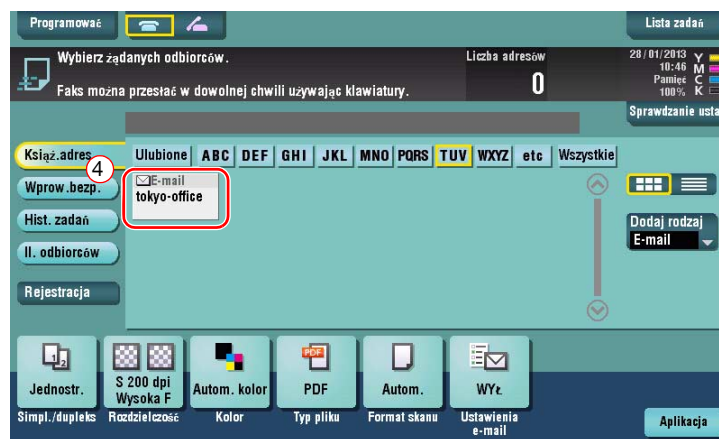 Programować
Lista zadań
Wybierz żądanych odbiorców.
Faks można przesłać w dowolnej chwili używając klawiatury.
Liczba adresów
0
28/01/2013
10:46
Pamięć
100%
Y
M
C
K
Sprawdzanie usta
Książ.adres
4
Wprow.bezp.
Hist. zadań
Il. odbiorców
Rejestracja
Ulubione ABC DEF GHI JKL MNO PQRS TUV WXYZ etc Wszystkie
E-mail
tokyo-office
Dodaj rodzaj
E-mail
1 2
Jednostr.
Simpl./dupleks
S 200 dpi
Wysoka F
Rozdzielczość
Autom. kolor
Kolor
PDF
PDF
Typ pliku
Autom.
Format skanu
WYŁ
Ustawienia
e-mail
Aplikacja